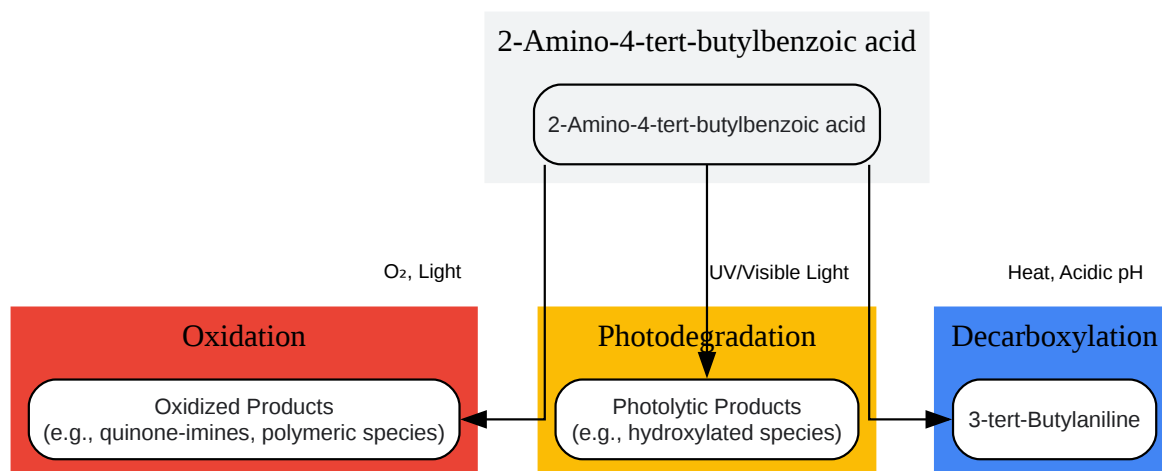 2-Amino-4-tert-butylbenzoic acid
2-Amino-4-tert-butylbenzoic acid
O₂, Light
UV/Visible Light
Heat, Acidic pH
Oxidation
Photodegradation
Decarboxylation
Oxidized Products
(e.g., quinone-imines, polymeric species)
Photolytic Products
(e.g., hydroxylated species)
3-tert-Butylaniline